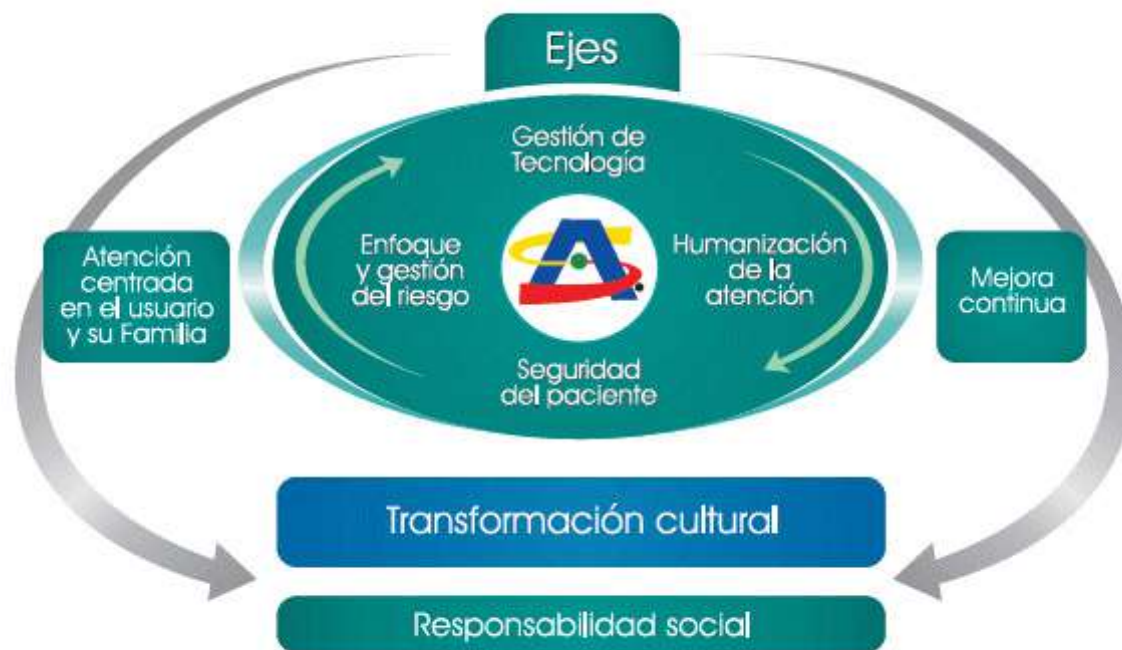 Ejes
Gestión de
Tecnología
Atención
centrada
en el usuario
y su Familia
Enfoque
y gestión
del riesgo
Humanización
de la
atención
Mejora
continua
Seguridad
del paciente
Transformación cultural
Responsabilidad social